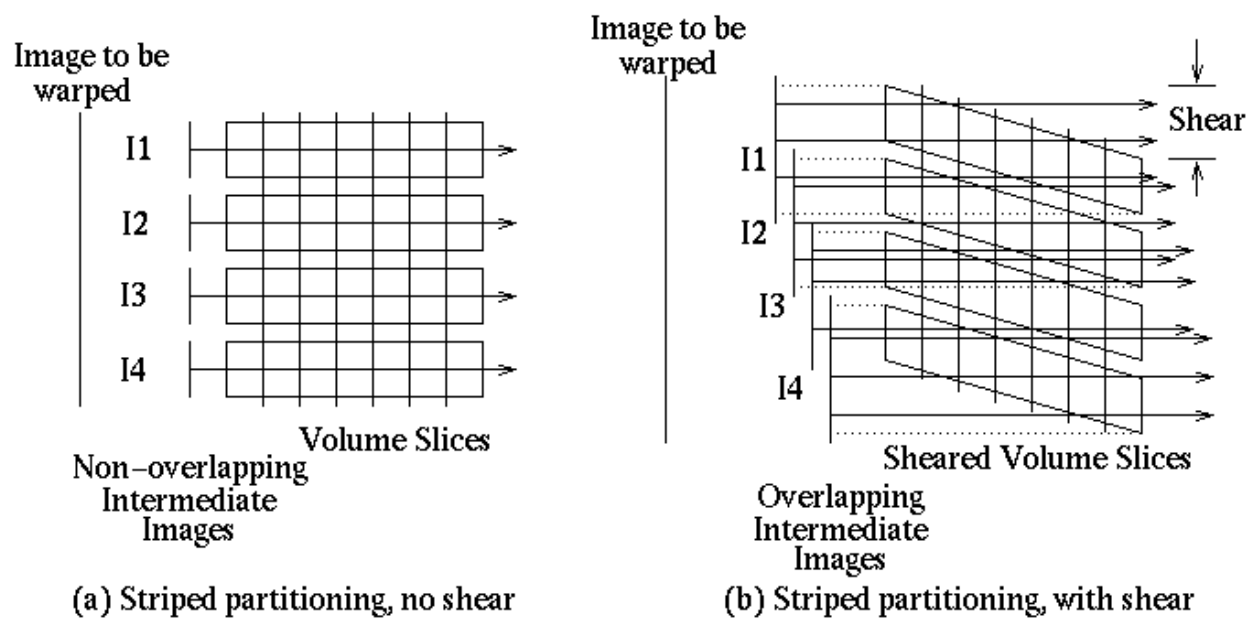 Image to be
warped
I1
I2
I3
I4
Volume Slices
Non-overlapping
Intermediate
Images
(a) Striped partitioning, no shear
Image to be
warped
Shear
I1
I2
I3
I4
Sheared Volume Slices
Overlapping
Intermediate
Images
(b) Striped partitioning, with shear